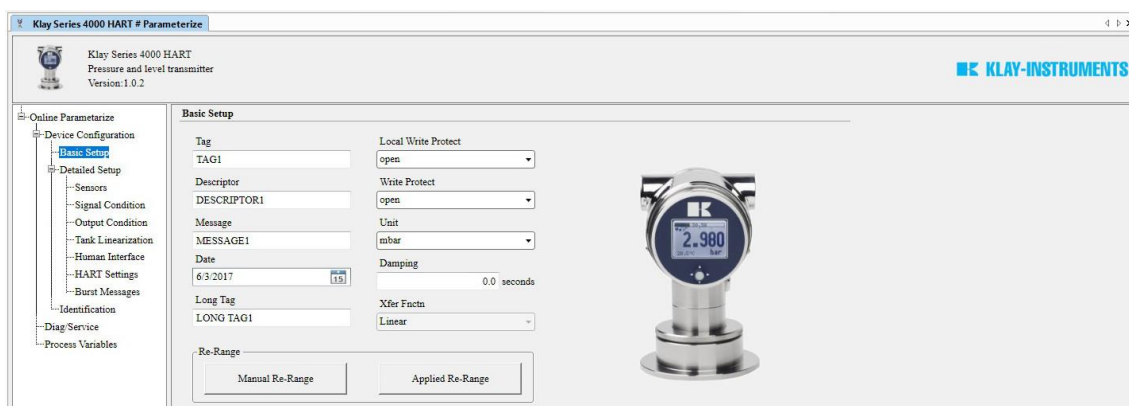 Klay Series 4000 HART # Parameterize
Klay Series 4000 HART
Pressure and level transmitter
Version:1.0.2
KLAY-INSTRUMENTS
Online Parametarize
Device Configuration
Basic Setup
Detailed Setup
Sensors
Signal Condition
Output Condition
Tank Linearization
Human Interface
HART Settings
Burst Messages
Identification
Diag/Service
Process Variables
Basic Setup
Tag
TAG1
Descriptor
DESCRIPTOR1
Message
MESSAGE1
Date
6/3/2017
15
Long Tag
LONG TAG1
Local Write Protect
open
Write Protect
open
Unit
mbar
Damping
0.0 seconds
Xfer Fnctn
Linear
Re-Range
Manual Re-Range
Applied Re-Range
2.980
bar